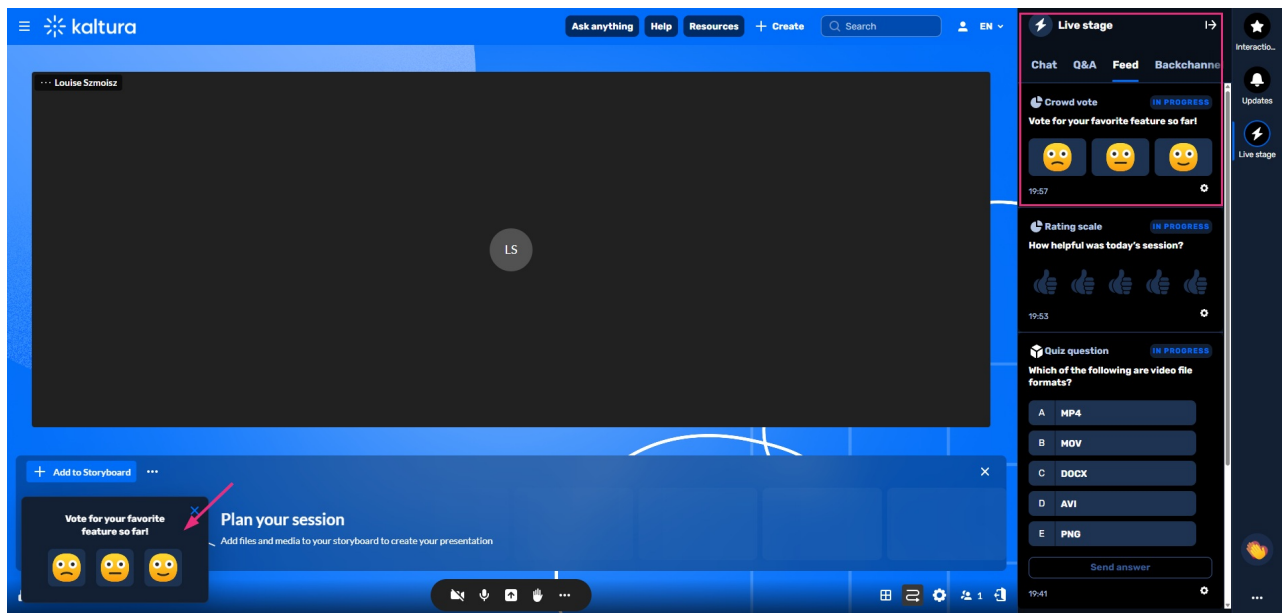 kaltura
Ask anything
Help
Resources
+ Create
Search
EN
··· Louise Szmoisz
LS
+ Add to Storyboard ···
Vote for your favorite
feature so far!
Plan your session
Add files and media to your storyboard to create your presentation
1
Live stage
Chat Q&A Feed Backchanne
Crowd vote IN PROGRESS
Vote for your favorite feature so far!
19:57
Rating scale IN PROGRESS
How helpful was today's session?
19:53
Quiz question IN PROGRESS
Which of the following are video file
formats?
A MP4
B MOV
C DOCX
D AVI
E PNG
Send answer
19:41
Interactio...
Updates
Live stage